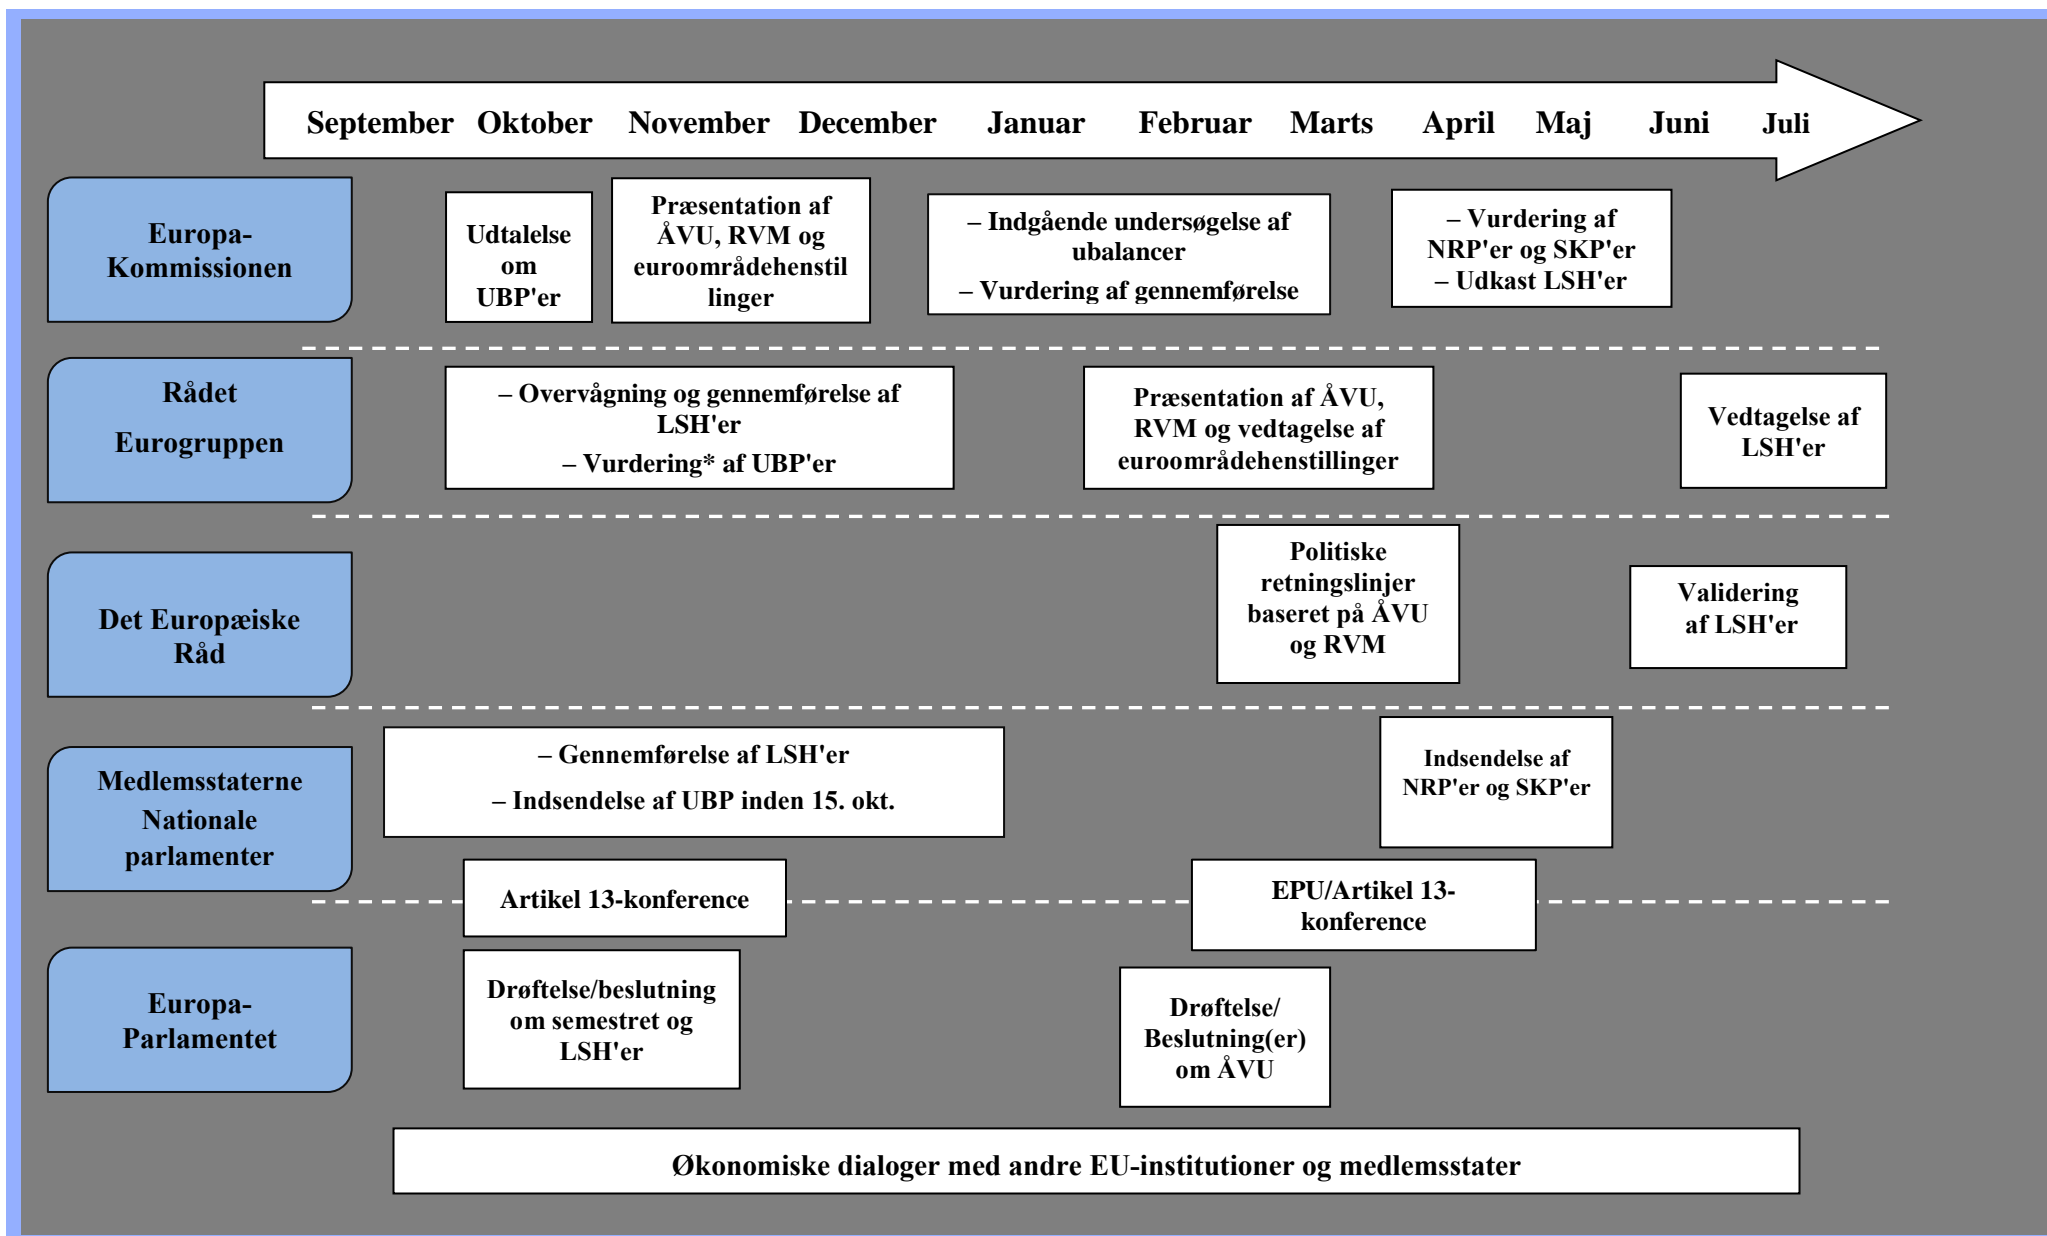 September Oktober November December Januar Februar Marts April Maj Juni Juli
Europa-
Kommissionen
Udtalelse
om
UBP'er
Præsentation af
ÅVU, RVM og
euroområdehenstil
linger
– Indgående undersøgelse af
ubalancer
– Vurdering af gennemførelse
– Vurdering af
NRP'er og SKP'er
– Udkast LSH'er
Rådet
Eurogruppen
– Overvågning og gennemførelse af
LSH'er
– Vurdering* af UBP'er
Præsentation af ÅVU,
RVM og vedtagelse af
euroområdehenstillinger
Vedtagelse af
LSH'er
Det Europæiske
Råd
Politiske
retningslinjer
baseret på ÅVU
og RVM
Validering
af LSH'er
Medlemsstaterne
Nationale
parlamenter
– Gennemførelse af LSH'er
– Indsendelse af UBP inden 15. okt.
Indsendelse af
NRP'er og SKP'er
Artikel 13-konference
EPU/Artikel 13-
konference
Europa-
Parlamentet
Drøftelse/beslutning
om semestret og
LSH'er
Drøftelse/
Beslutning(er)
om ÅVU
Økonomiske dialoger med andre EU-institutioner og medlemsstater